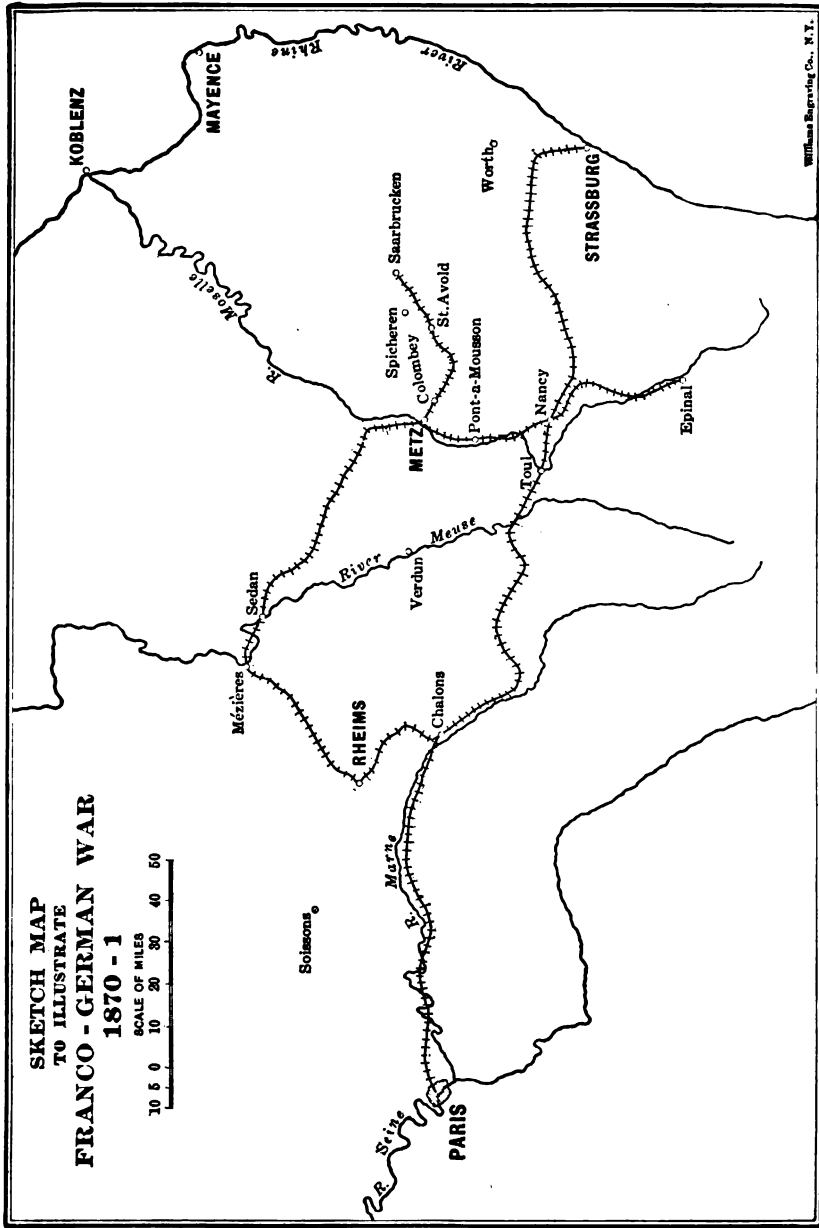 SKETCH MAP
TO ILLUSTRATE
FRANCO - GERMAN WAR
1870 - 1
SCALE OF MILES
10 5 0 10 20 30 40 50
KOBLENZ
MAYENCE
Rhine
River
Moselle
R.
Saarbrucken
Spicheren
St. Avold
Colombey
METZ
Pont-a-Mousson
Worth
STRASSBURG
Nancy
Toul
Epinal
Sedan
Mézières
River
Meuse
Verdun
RHEIMS
Chalons
Soissons
Marne
R.
R.
Seine
PARIS
Williams Engraving Co., N.Y.